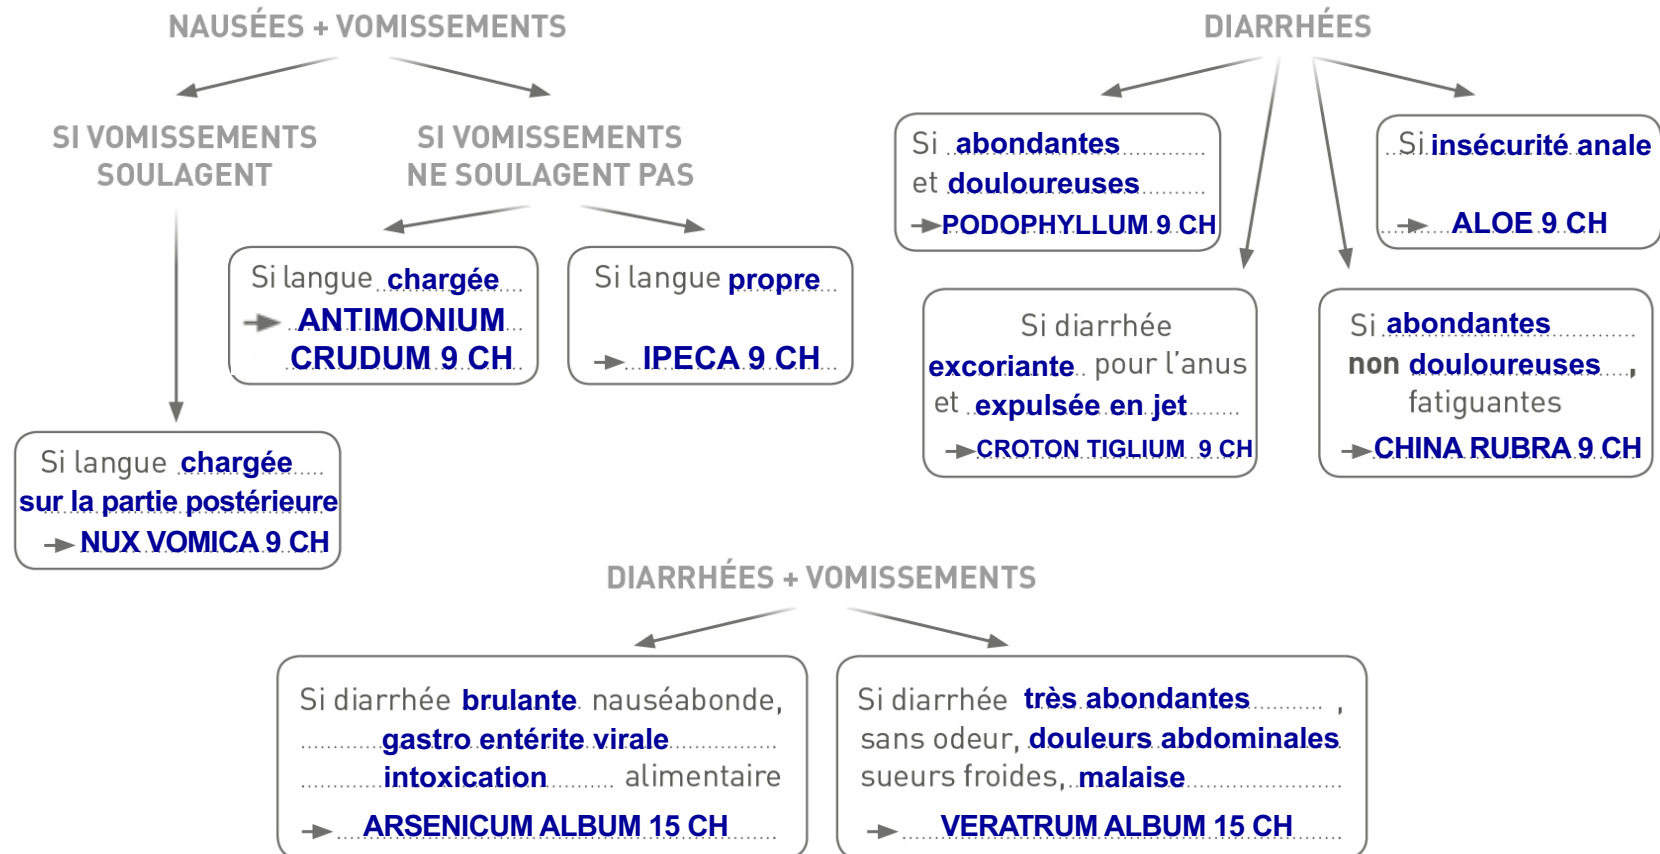 NAUSÉES + VOMISSEMENTS
SI VOMISSEMENTS
SOULAGENT
SI VOMISSEMENTS
NE SOULAGENT PAS
Si langue chargée
ANTIMONIUM
CRUDUM 9 CH
Si langue propre
IPECA 9 CH
Si langue chargée
sur la partie postérieure
NUX VOMICA 9 CH
DIARRHÉES
Si abondantes
et douloureuses
PODOPHYLLUM 9 CH
Si insécurité anale
ALOE 9 CH
Si diarrhée
excoriante pour l'anus
et expulsée en jet
CROTON TIGLIUM 9 CH
Si abondantes
non douloureuses,
fatiguantes
CHINA RUBRA 9 CH
DIARRHÉES + VOMISSEMENTS
Si diarrhée brulante nauséabonde,
gastro entérite virale
intoxication alimentaire
ARSENICUM ALBUM 15 CH
Si diarrhée très abondantes ,
sans odeur, douleurs abdominales
sueurs froides, malaise
VERATRUM ALBUM 15 CH